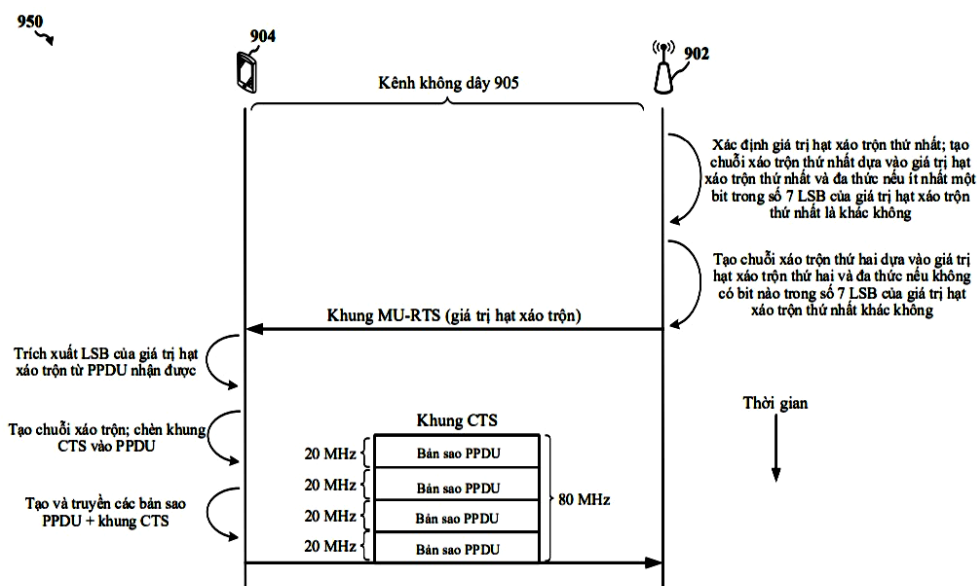 950
904
902
Kênh không dây 905
Xác định giá trị hạt xáo trộn thứ nhất; tạo
chuỗi xáo trộn thứ nhất dựa vào giá trị hạt
xáo trộn thứ nhất và đa thức nếu ít nhất một
bit trong số 7 LSB của giá trị hạt xáo trộn
thứ nhất là khác không
Tạo chuỗi xáo trộn thứ hai dựa vào giá trị
hạt xáo trộn thứ hai và đa thức nếu không
có bit nào trong số 7 LSB của giá trị hạt
xáo trộn thứ nhất khác không
Khung MU-RTS (giá trị hạt xáo trộn)
Trích xuất LSB của giá trị hạt
xáo trộn từ PPDU nhận được
Thời gian
Tạo chuỗi xáo trộn; chèn khung
CTS vào PPDU
Khung CTS
20 MHz
Bản sao PPDU
20 MHz
Bản sao PPDU
80 MHz
Tạo và truyền các bản sao
PPDU + khung CTS
20 MHz
Bản sao PPDU
20 MHz
Bản sao PPDU